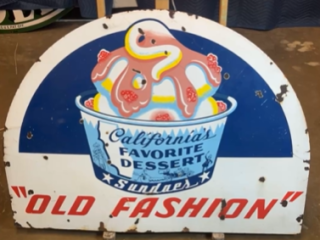 California's
FAVORITE
DESSERT
Sundaes
"OLD FASHION"